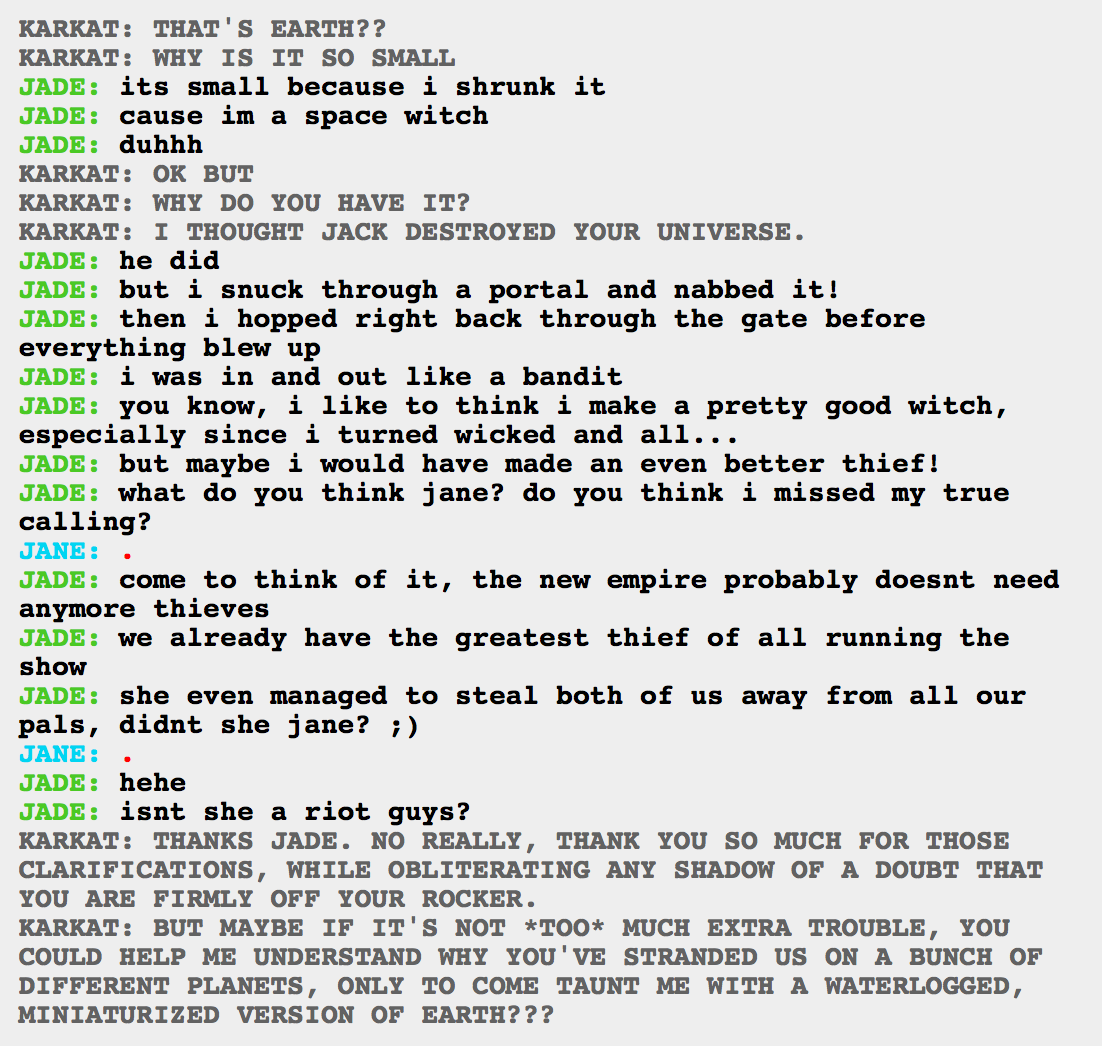 KARKAT: THAT'S EARTH??
KARKAT: WHY IS IT SO SMALL
JADE: its small because i shrunk it
JADE: cause im a space witch
JADE: duhhh
KARKAT: OK BUT
KARKAT: WHY DO YOU HAVE IT?
KARKAT: I THOUGHT JACK DESTROYED YOUR UNIVERSE.
JADE: he did
JADE: but i snuck through a portal and nabbed it!
JADE: then i hopped right back through the gate before
everything blew up
JADE: i was in and out like a bandit
JADE: you know, i like to think i make a pretty good witch,
especially since i turned wicked and all...
JADE: but maybe i would have made an even better thief!
JADE: what do you think jane? do you think i missed my true
calling?
JANE: .
JADE: come to think of it, the new empire probably doesnt need
anymore thieves
JADE: we already have the greatest thief of all running the
show
JADE: she even managed to steal both of us away from all our
pals, didnt she jane? ;)
JANE: .
JADE: hehe
JADE: isnt she a riot guys?
KARKAT: THANKS JADE. NO REALLY, THANK YOU SO MUCH FOR THOSE
CLARIFICATIONS, WHILE OBLITERATING ANY SHADOW OF A DOUBT THAT
YOU ARE FIRMLY OFF YOUR ROCKER.
KARKAT: BUT MAYBE IF IT'S NOT *TOO* MUCH EXTRA TROUBLE, YOU
COULD HELP ME UNDERSTAND WHY YOU'VE STRANDED US ON A BUNCH OF
DIFFERENT PLANETS, ONLY TO COME TAUNT ME WITH A WATERLOGGED,
MINIATURIZED VERSION OF EARTH???